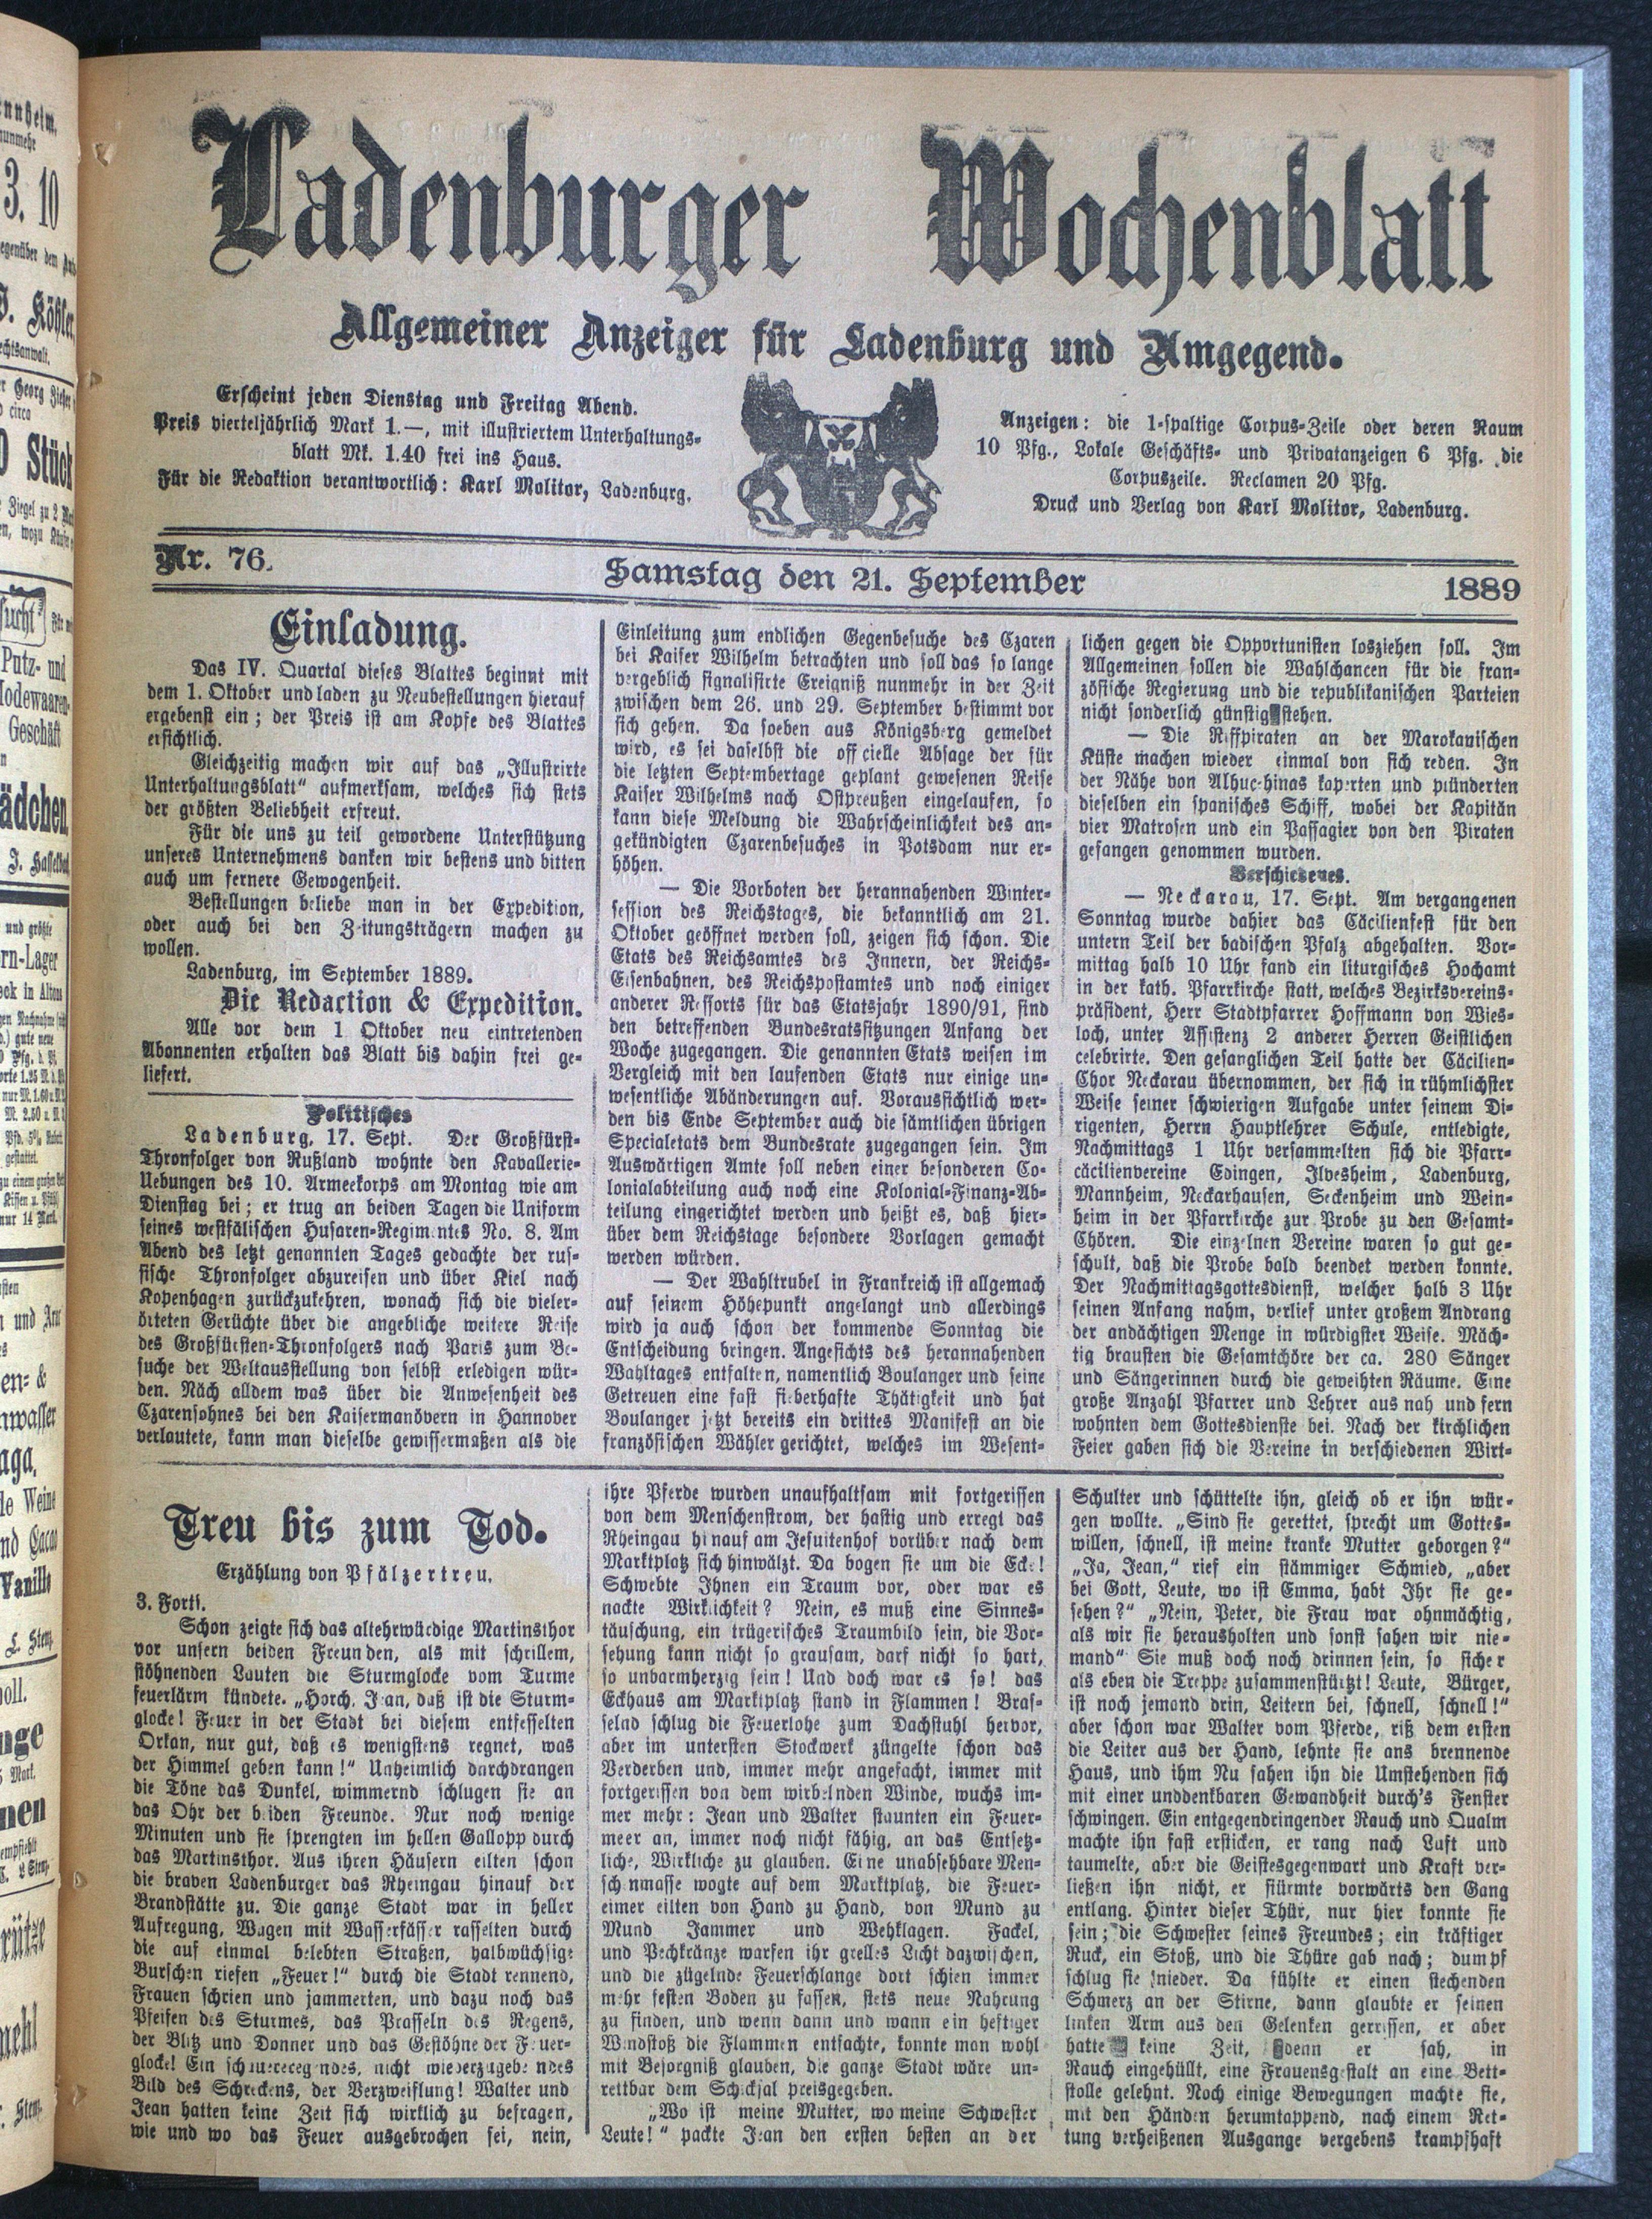 Ladenburger Wochenblatt
Allgemeiner Anzeiger für Ladenburg und Umgegend.
Erscheint jeden Dienstag und Freitag Abend.
Preis vierteljährlich Mark 1.—, mit illustriertem Unterhaltungs-
blatt Mk. 1.40 frei ins Haus.
Für die Redaktion verantwortlich: Karl Molitor, Ladenburg.
Anzeigen: die 1-spaltige Corpus-Zeile oder deren Raum
10 Pfg., Lokale Geschäfts- und Privatanzeigen 6 Pfg. die
Corpuszeile. Reclamen 20 Pfg.
Druck und Verlag von Karl Molitor, Ladenburg.
Nr. 76.
Samstag den 21. September
1889
Einladung.
Das IV. Quartal dieses Blattes beginnt mit
dem 1. Oktober und laden zu Neubestellungen hierauf
ergebenst ein; der Preis ist am Kopfe des Blattes
ersichtlich.
Gleichzeitig machen wir auf das „Illustrirte
Unterhaltungsblatt“ aufmerksam, welches sich stets
der größten Beliebheit erfreut.
Für die uns zu teil gewordene Unterstützung
unseres Unternehmens danken wir bestens und bitten
auch um fernere Gewogenheit.
Bestellungen beliebe man in der Expedition,
oder auch bei den Zeitungsträgern machen zu
wollen.
Ladenburg, im September 1889.
Die Redaction & Expedition.
Alle vor dem 1 Oktober neu eintretenden
Abonnenten erhalten das Blatt bis dahin frei ge-
liefert.
Politisches
Ladenburg, 17. Sept. Der Großfürst-
Thronfolger von Rußland wohnte den Kavallerie-
Uebungen des 10. Armeekorps am Montag wie am
Dienstag bei; er trug an beiden Tagen die Uniform
seines westfälischen Husaren-Regimentes No. 8. Am
Abend des letzt genannten Tages gedachte der rus-
sische Thronfolger abzureisen und über Kiel nach
Kopenhagen zurückzukehren, wonach sich die vieler-
örteten Gerüchte über die angebliche weitere Reise
des Großfürsten-Thronfolgers nach Paris zum Be-
suche der Weltausstellung von selbst erledigen wür-
den. Näch alldem was über die Anwesenheit des
Czarensohnes bei den Kaisermanövern in Hannover
verlautete, kann man dieselbe gewissermaßen als die
Einleitung zum endlichen Gegenbesuche des Czaren
bei Kaiser Wilhelm betrachten und soll das so lange
vergeblich signalisirte Ereigniß nunmehr in der Zeit
zwischen dem 26. und 29. September bestimmt vor
sich gehen. Da soeben aus Königsberg gemeldet
wird, es sei daselbst die officielle Absage der für
die letzten Septembertage geplant gewesenen Reise
Kaiser Wilhelms nach Ostpreußen eingelaufen, so
kann diese Meldung die Wahrscheinlichkeit des an-
gekündigten Czarenbesuches in Potsdam nur er-
höhen.
— Die Vorboten der herannahenden Winter-
session des Reichstages, die bekanntlich am 21.
Oktober geöffnet werden soll, zeigen sich schon. Die
Etats des Reichsamtes des Innern, der Reichs-
Eisenbahnen, des Reichspostamtes und noch einiger
anderer Ressorts für das Etatsjahr 1890/91, sind
den betreffenden Bundesratssitzungen Anfang der
Woche zugegangen. Die genannten Etats weisen im
Vergleich mit den laufenden Etats nur einige un-
wesentliche Abänderungen auf. Voraussichtlich wer-
den bis Ende September auch die sämtlichen übrigen
Specialetats dem Bundesrate zugegangen sein. Im
Auswärtigen Amte soll neben einer besonderen Co-
lonialabteilung auch noch eine Kolonial-Finanz-Ab-
teilung eingerichtet werden und heißt es, daß hier-
über dem Reichstage besondere Vorlagen gemacht
werden würden.
— Der Wahltrubel in Frankreich ist allgemach
auf seinem Höhepunkt angelangt und allerdings
wird ja auch schon der kommende Sonntag die
Entscheidung bringen. Angesichts des herannahenden
Wahltages entfalten, namentlich Boulanger und seine
Getreuen eine fast fieberhafte Thätigkeit und hat
Boulanger jetzt bereits ein drittes Manifest an die
französischen Wähler gerichtet, welches im Wesent-
lichen gegen die Opportunisten losziehen soll. Im
Allgemeinen sollen die Wahlchancen für die fran-
zösische Regierung und die republikanischen Parteien
nicht sonderlich günstig stehen.
— Die Riffpiraten an der Marokanischen
Küste machen wieder einmal von sich reden. In
der Nähe von Albucehinas kaperten und plünderten
dieselben ein spanisches Schiff, wobei der Kapitän
vier Matrosen und ein Passagier von den Piraten
gefangen genommen wurden.
Verschiedenes.
— Neckarau, 17. Sept. Am vergangenen
Sonntag wurde dahier das Cäcilienfest für den
untern Teil der badischen Pfalz abgehalten. Vor-
mittag halb 10 Uhr fand ein liturgisches Hochamt
in der kath. Pfarrkirche statt, welches Bezirksvereins-
präsident, Herr Stadtpfarrer Hoffmann von Wies-
loch, unter Assistenz 2 anderer Herren Geistlichen
celebrirte. Den gesanglichen Teil hatte der Cäcilien-
Chor Neckarau übernommen, der sich in rühmlichster
Weise seiner schwierigen Aufgabe unter seinem Di-
rigenten, Herrn Hauptlehrer Schule, entledigte,
Nachmittags 1 Uhr versammelten sich die Pfarr-
cäcilienvereine Edingen, Ilvesheim, Ladenburg,
Mannheim, Neckarhausen, Seckenheim und Wein-
heim in der Pfarrkirche zur Probe zu den Gesamt-
Chören. Die einzelnen Vereine waren so gut ge-
schult, daß die Probe bald beendet werden konnte.
Der Nachmittagsgottesdienst, welcher halb 3 Uhr
seinen Anfang nahm, verlief unter großem Andrang
der andächtigen Menge in würdigster Weise. Mäch-
tig brausten die Gesamtchöre der ca. 280 Sänger
und Sängerinnen durch die geweihten Räume. Eine
große Anzahl Pfarrer und Lehrer aus nah und fern
wohnten dem Gottesdienste bei. Nach der kirchlichen
Feier gaben sich die Vereine in verschiedenen Wirt-
Treu bis zum Tod.
Erzählung von Pfälzertreu.
3. Forts.
Schon zeigte sich das altehrwürdige Martinsthor
vor unsern beiden Freunden, als mit schrillem,
stöhnenden Lauten die Sturmglocke vom Turme
feuerlärm kündete. „Horch, Jean, daß ist die Sturm-
glocke! Feuer in der Stadt bei diesem entfesselten
Orkan, nur gut, daß es wenigstens regnet, was
der Himmel geben kann!“ Unheimlich durchdrangen
die Töne das Dunkel, wimmernd schlugen sie an
das Ohr der beiden Freunde. Nur noch wenige
Minuten und sie sprengten im hellen Gallopp durch
das Martinsthor. Aus ihren Häusern eilten schon
die braven Ladenburger das Rheingau hinauf der
Brandstätte zu. Die ganze Stadt war in heller
Aufregung, Wagen mit Wasserfässer rasselten durch
die auf einmal belebten Straßen, halbwüchsige
Burschen riefen „Feuer!“ durch die Stadt rennend,
Frauen schrien und jammerten, und dazu noch das
Pfeifen des Sturmes, das Prasseln des Regens,
der Blitz und Donner und das Gestöhne der Feuer-
glocke! Ein schauererregendes, nicht wiederzugebendes
Bild des Schreckens, der Verzweiflung! Walter und
Jean hatten keine Zeit sich wirklich zu befragen,
wie und wo das Feuer ausgebrochen sei, nein,
ihre Pferde wurden unaufhaltsam mit fortgerissen
von dem Menschenstrom, der hastig und erregt das
Rheingau hinauf am Jesuitenhof vorüber nach dem
Marktplatz sich hinwälzt. Da bogen sie um die Ecke!
Schwebte Ihnen ein Traum vor, oder war es
nackte Wirklichkeit? Nein, es muß eine Sinnes-
täuschung, ein trügerisches Traumbild sein, die Vor-
sehung kann nicht so grausam, darf nicht so hart,
so unbarmherzig sein! Und doch war es so! das
Eckhaus am Marktplatz stand in Flammen! Pras-
selnd schlug die Feuerlohe zum Dachstuhl hervor,
aber im untersten Stockwerk züngelte schon das
Verderben und, immer mehr angefacht, immer mit
fortgerissen von dem wirbelnden Winde, wuchs im-
mer mehr: Jean und Walter staunten ein Feuer-
meer an, immer noch nicht fähig, an das Entsetz-
liche, Wirkliche zu glauben. Eine unabsehbare Men-
schenmasse wogte auf dem Marktplatz, die Feuer-
eimer eilten von Hand zu Hand, von Mund zu
Mund Jammer und Wehklagen. Fackel,
und Pechkränze warfen ihr grelles Licht dazwischen,
und die zügelnde Feuerschlange dort schien immer
mehr festen Boden zu fassen, stets neue Nahrung
zu finden, und wenn dann und wann ein heftiger
Windstoß die Flammen entfachte, konnte man wohl
mit Besorgniß glauben, die ganze Stadt wäre un-
rettbar dem Schicksal preisgegeben.
„Wo ist meine Mutter, wo meine Schwester
Leute!“ packte Jean den ersten besten an der
Schulter und schüttelte ihn, gleich ob er ihn wür-
gen wollte. „Sind sie gerettet, sprecht um Gottes-
willen, schnell, ist meine kranke Mutter geborgen?“
„Ja, Jean,“ rief ein stämmiger Schmied, „aber
bei Gott, Leute, wo ist Emma, habt Ihr sie ge-
sehen?“ „Nein, Peter, die Frau war ohnmächtig,
als wir sie herausholten und sonst sahen wir nie-
mand“ Sie muß doch noch drinnen sein, so sicher
als eben die Treppe zusammenstürzt! Leute, Bürger,
ist noch jemand drin, Leitern bei, schnell, schnell!“
aber schon war Walter vom Pferde, riß dem ersten
die Leiter aus der Hand, lehnte sie ans brennende
Haus, und ihm Nu sahen ihn die Umstehenden sich
mit einer unddenkbaren Gewandheit durch's Fenster
schwingen. Ein entgegendringender Rauch und Qualm
machte ihn fast ersticken, er rang nach Luft und
taumelte, aber die Geistesgegenwart und Kraft ver-
ließen ihn nicht, er stürmte vorwärts den Gang
entlang. Hinter dieser Thür, nur hier konnte sie
sein; die Schwester seines Freundes; ein kräftiger
Ruck, ein Stoß, und die Thüre gab nach; dumpf
schlug sie nieder. Da fühlte er einen stechenden
Schmerz an der Stirne, dann glaubte er seinen
linken Arm aus den Gelenken gerissen, er aber
hatte keine Zeit, denn er sah, in
Rauch eingehüllt, eine Frauensgestalt an eine Bett-
stolle gelehnt. Noch einige Bewegungen machte sie,
mit den Händen herumtappend, nach einem Ret-
tung verheißenen Ausgange vergebens krampfhaft